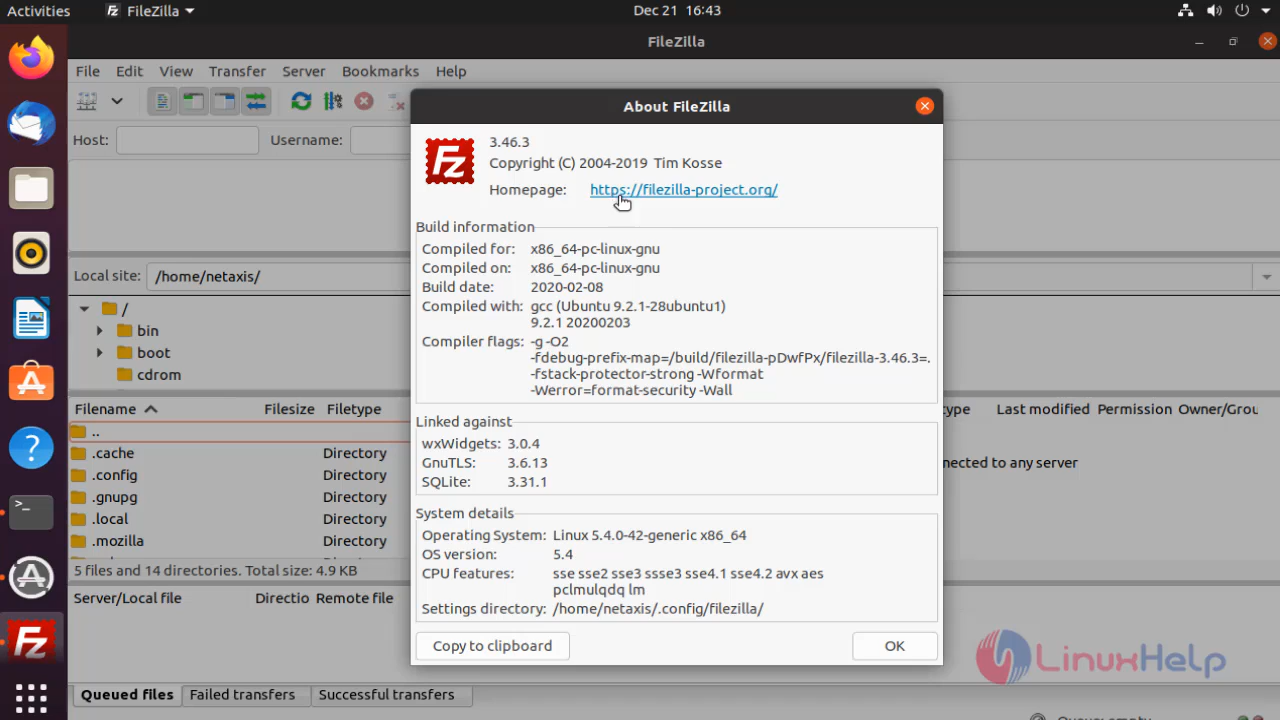 Activities FileZilla Dec 21 16:43
FileZilla
File Edit View Transfer Server Bookmarks Help
Host: Username:
Local site: /home/netaxis/
/
bin
boot
cdrom
Filename Filesize Filetype
..
.cache Directory
.config Directory
.gnupg Directory
.local Directory
.mozilla Directory
5 files and 14 directories. Total size: 4.9 KB
Last modified Permission Owner/Grou
Server/Local file Directio Remote file
Queued files Failed transfers Successful transfers
About FileZilla
Fz
3.46.3
Copyright (C) 2004-2019 Tim Kosse
Homepage: https://filezilla-project.org/
Build information
Compiled for: x86_64-pc-linux-gnu
Compiled on: x86_64-pc-linux-gnu
Build date: 2020-02-08
Compiled with: gcc (Ubuntu 9.2.1-28ubuntu1)
9.2.1 20200203
Compiler flags: -g -O2
-fdebug-prefix-map=/build/filezilla-pDwfPx/filezilla-3.46.3=.
-fstack-protector-strong -Wformat
-Werror=format-security -Wall
Linked against
wxWidgets: 3.0.4
GnuTLS: 3.6.13
SQLite: 3.31.1
System details
Operating System: Linux 5.4.0-42-generic x86_64
OS version: 5.4
CPU features: sse sse2 sse3 ssse3 sse4.1 sse4.2 avx aes
pclmulqdq lm
Settings directory: /home/netaxis/.config/filezilla/
Copy to clipboard OK
to any server
LinuxHelp